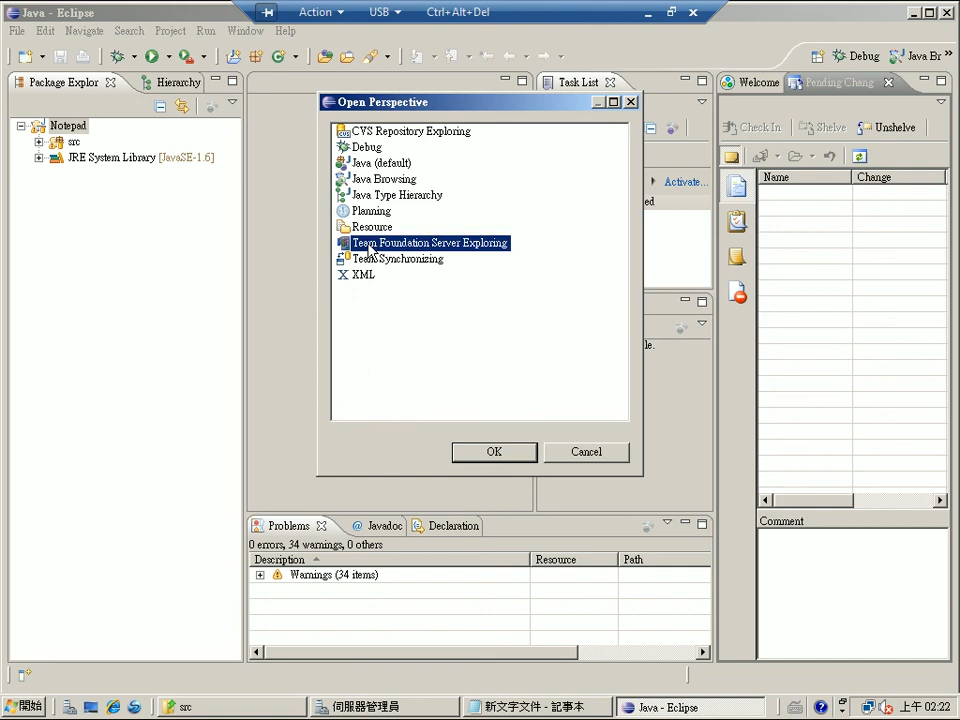 Java - Eclipse
Action
USB
Ctrl+Alt+Del
File Edit Navigate Search Project Run Window Help
Debug
Java Br
Package Explor
Hierarchy
Task List
Welcome
Pending Chang
Notepad
src
JRE System Library [JavaSE-1.6]
Open Perspective
CVS Repository Exploring
Debug
Java (default)
Java Browsing
Java Type Hierarchy
Planning
Resource
Team Foundation Server Exploring
Team Synchronizing
XML
OK
Cancel
Activate...
ed
le.
Check In
Shelve
Unshelve
Name
Change
Comment
Problems
@ Javadoc
Declaration
0 errors, 34 warnings, 0 others
Description
Resource
Path
Warnings (34 items)
開始
src
伺服器管理員
新文字文件 - 記事本
Java - Eclipse
上午 02:22